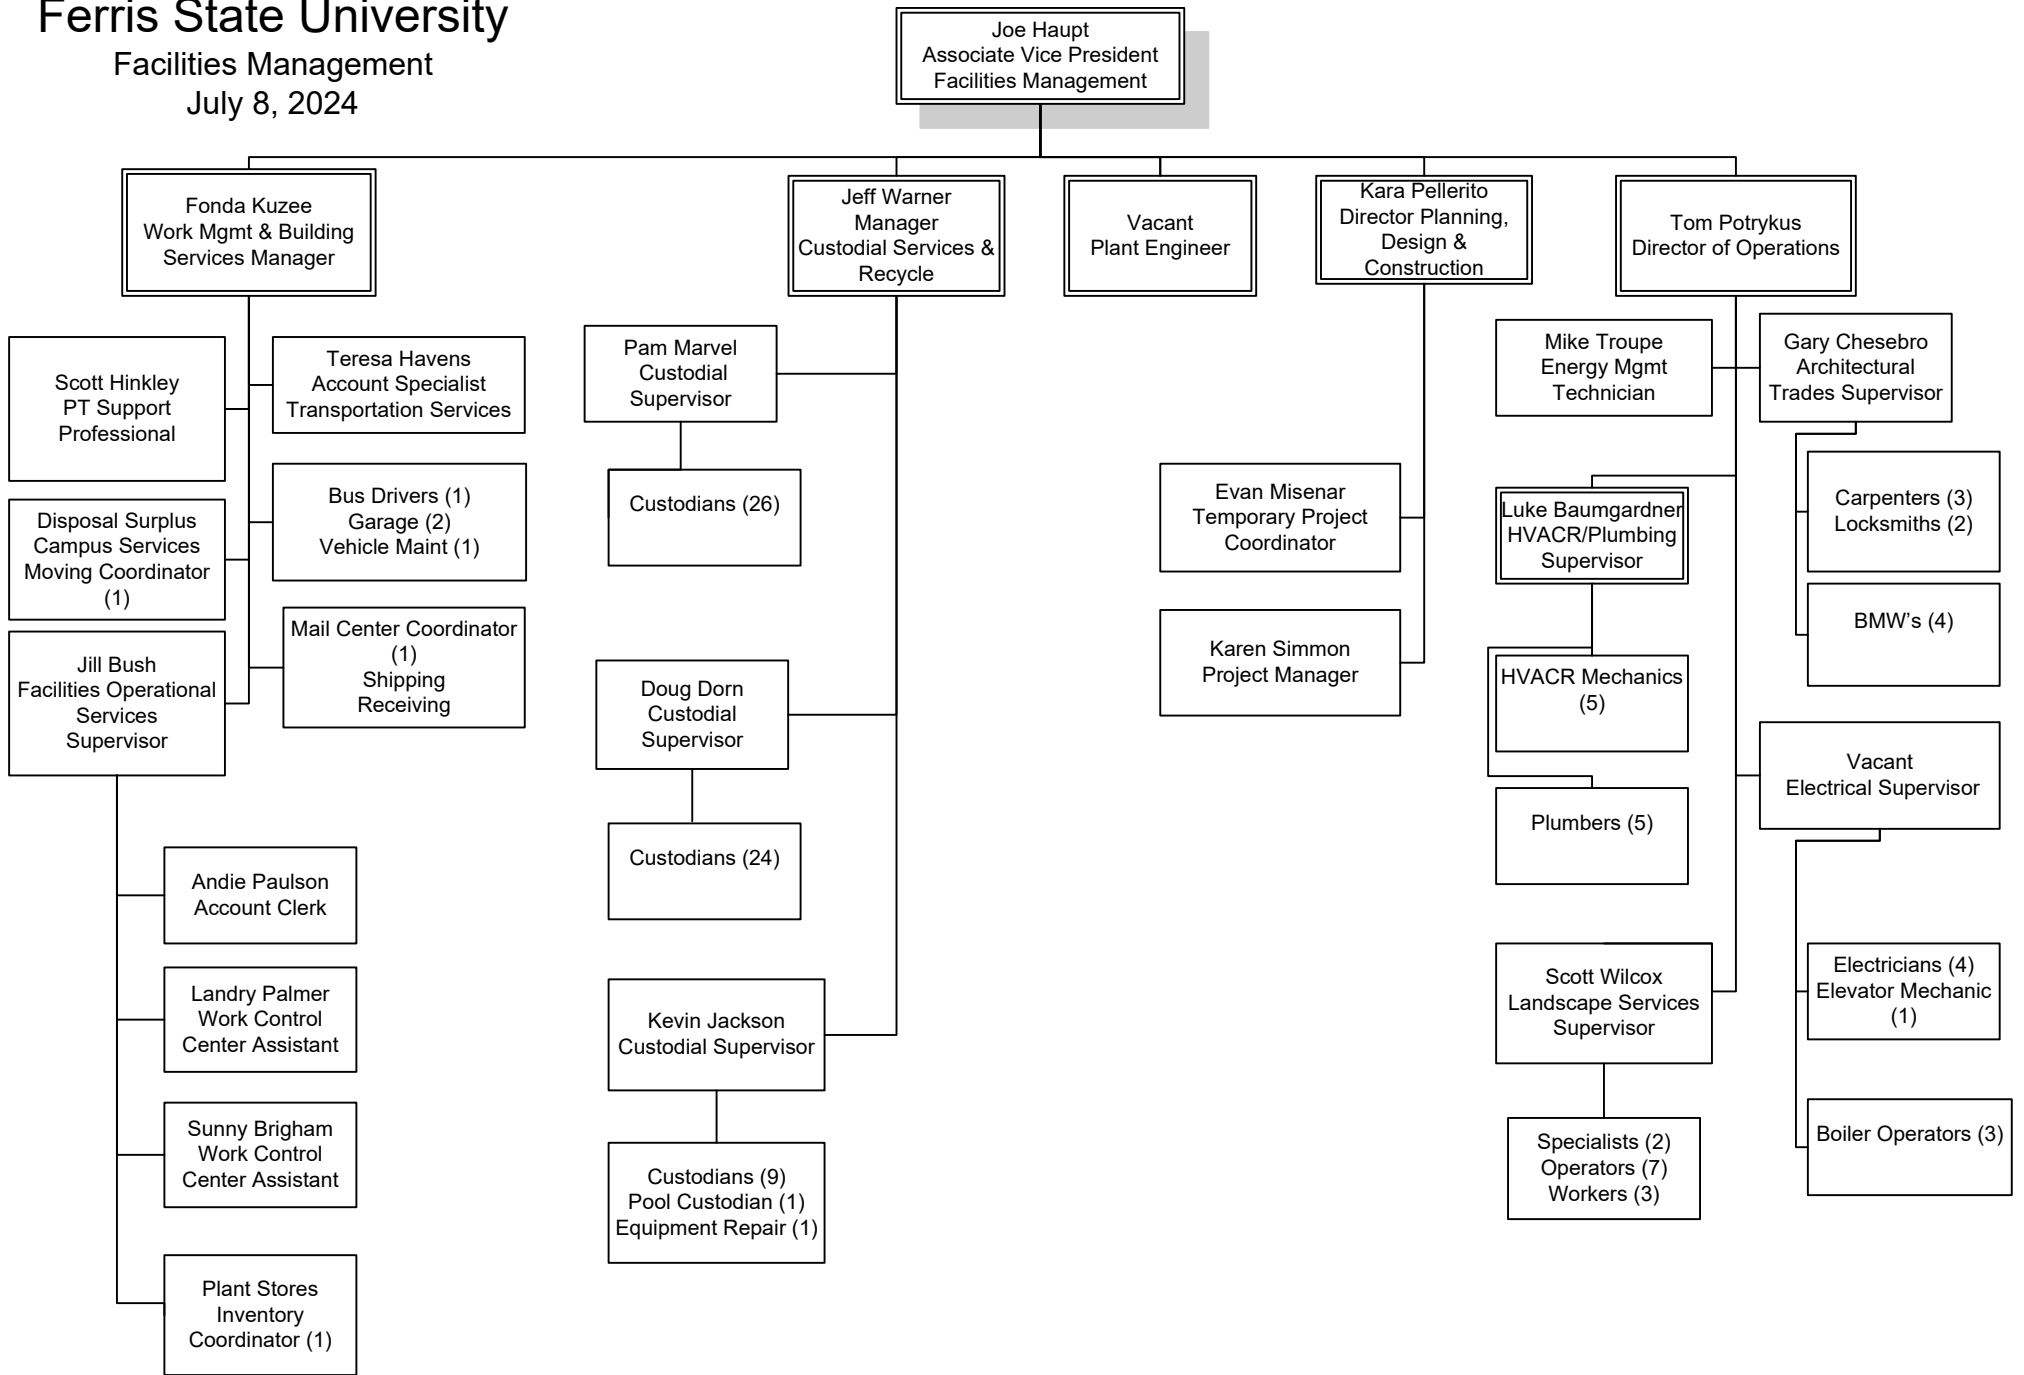 Ferris State University
Facilities Management
July 8, 2024
Joe Haupt
Associate Vice President
Facilities Management
Fonda Kuzee
Work Mgmt & Building
Services Manager
Jeff Warner
Manager
Custodial Services &
Recycle
Vacant
Plant Engineer
Kara Pellerito
Director Planning,
Design &
Construction
Tom Potrykus
Director of Operations
Scott Hinkley
PT Support
Professional
Teresa Havens
Account Specialist
Transportation Services
Disposal Surplus
Campus Services
Moving Coordinator
(1)
Bus Drivers (1)
Garage (2)
Vehicle Maint (1)
Jill Bush
Facilities Operational
Services
Supervisor
Mail Center Coordinator
(1)
Shipping
Receiving
Andie Paulson
Account Clerk
Landry Palmer
Work Control
Center Assistant
Sunny Brigham
Work Control
Center Assistant
Plant Stores
Inventory
Coordinator (1)
Pam Marvel
Custodial
Supervisor
Custodians (26)
Doug Dorn
Custodial
Supervisor
Custodians (24)
Kevin Jackson
Custodial Supervisor
Custodians (9)
Pool Custodian (1)
Equipment Repair (1)
Evan Misenar
Temporary Project
Coordinator
Karen Simmon
Project Manager
Mike Troupe
Energy Mgmt
Technician
Gary Chesebro
Architectural
Trades Supervisor
Carpenters (3)
Locksmiths (2)
BMW’s (4)
Luke Baumgardner
HVACR/Plumbing
Supervisor
HVACR Mechanics
(5)
Plumbers (5)
Vacant
Electrical Supervisor
Electricians (4)
Elevator Mechanic
(1)
Boiler Operators (3)
Scott Wilcox
Landscape Services
Supervisor
Specialists (2)
Operators (7)
Workers (3)